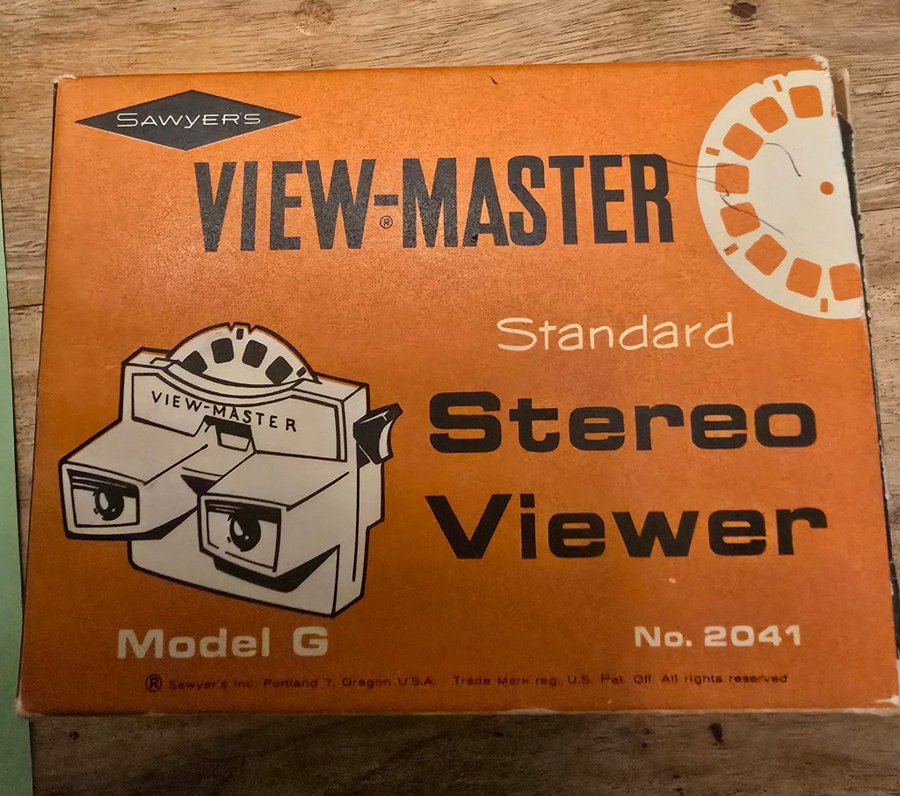 SAWYER'S
VIEW-MASTER
®
Standard
VIEW-MASTER
Stereo
Viewer
Model G
No. 2041
® Sawyer's Inc. Portland 7, Oregon U.S.A. - Trade Mark reg. U.S. Pat. Off. All rights reserved